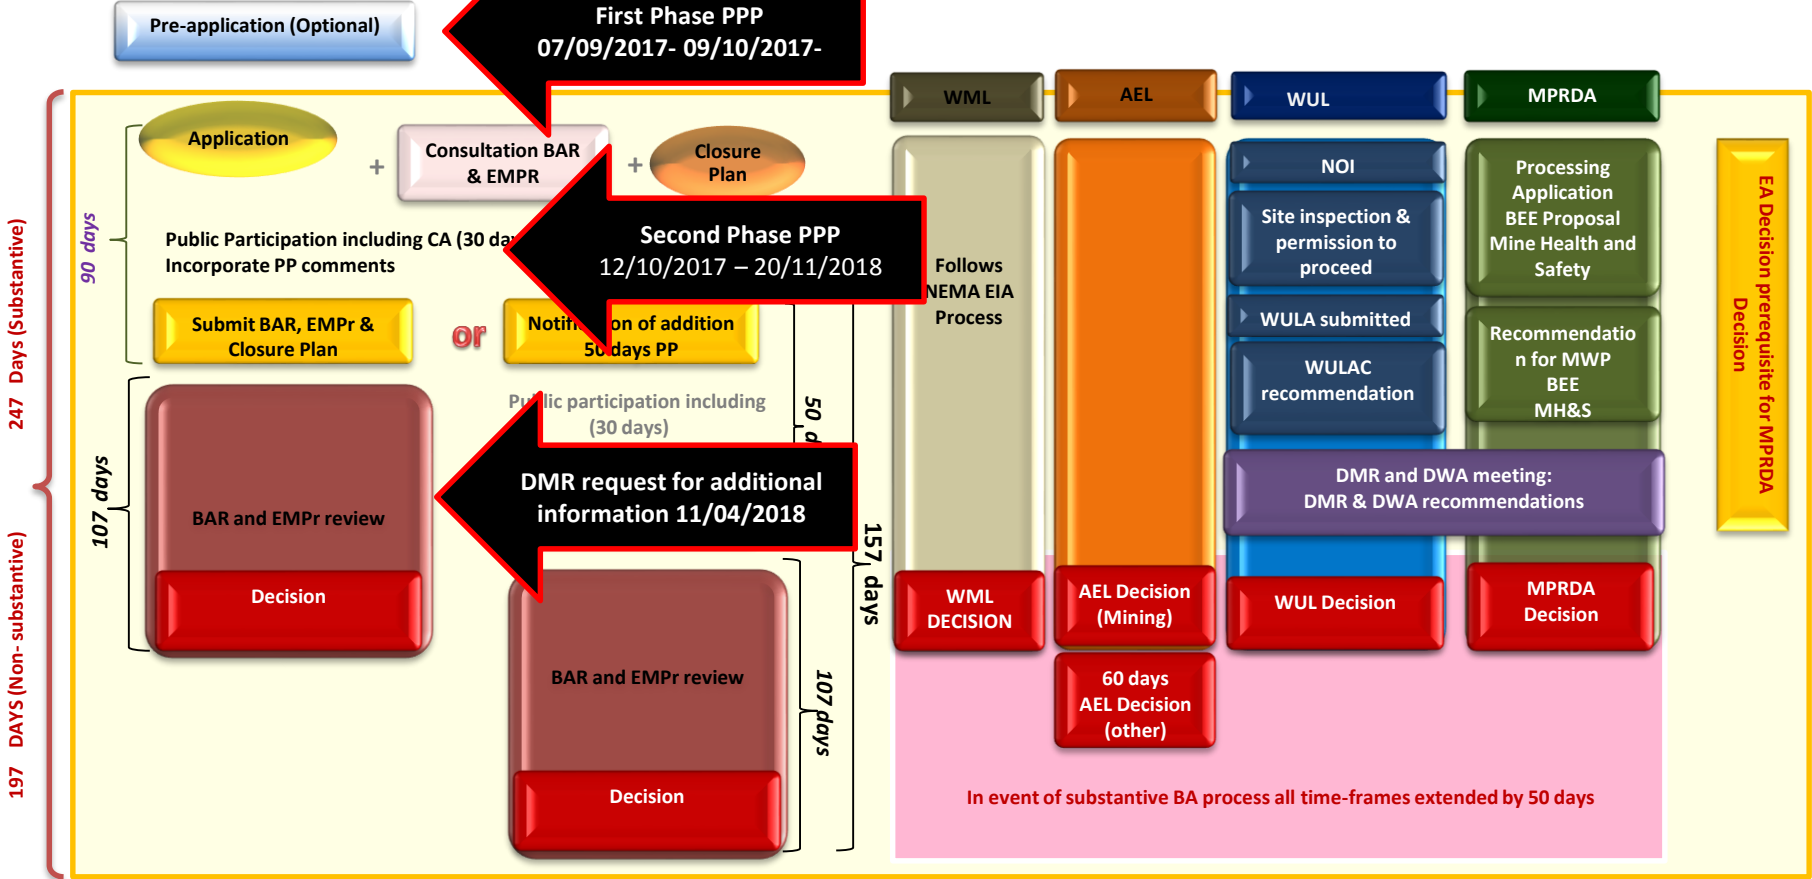 Pre-application (Optional)
First Phase PPP
07/09/2017- 09/10/2017-
WML
AEL
WUL
MPRDA
Application
+
Consultation BAR
& EMPR
+
Closure
Plan
90 days
Public Participation including CA (30 da
Incorporate PP comments
Second Phase PPP
12/10/2017 – 20/11/2018
Submit BAR, EMPr &
Closure Plan
or
Notific on of addition
50 days PP
Public participation including
(30 days)
50 d
DMR request for additional
information 11/04/2018
247 Days (Substantive)
197 DAYS (Non- substantive)
107 days
BAR and EMPr review
Decision
BAR and EMPr review
Decision
107 days
157 days
Follows
NEMA EIA
Process
WML
DECISION
AEL Decision
(Mining)
60 days
AEL Decision
(other)
NOI
Site inspection &
permission to
proceed
WULA submitted
WULAC
recommendation
DMR and DWA meeting:
DMR & DWA recommendations
WUL Decision
Processing
Application
BEE Proposal
Mine Health and
Safety
Recommendatio
n for MWP
BEE
MH&S
MPRDA
Decision
EA Decision prerequisite for MPRDA
Decision
In event of substantive BA process all time-frames extended by 50 days